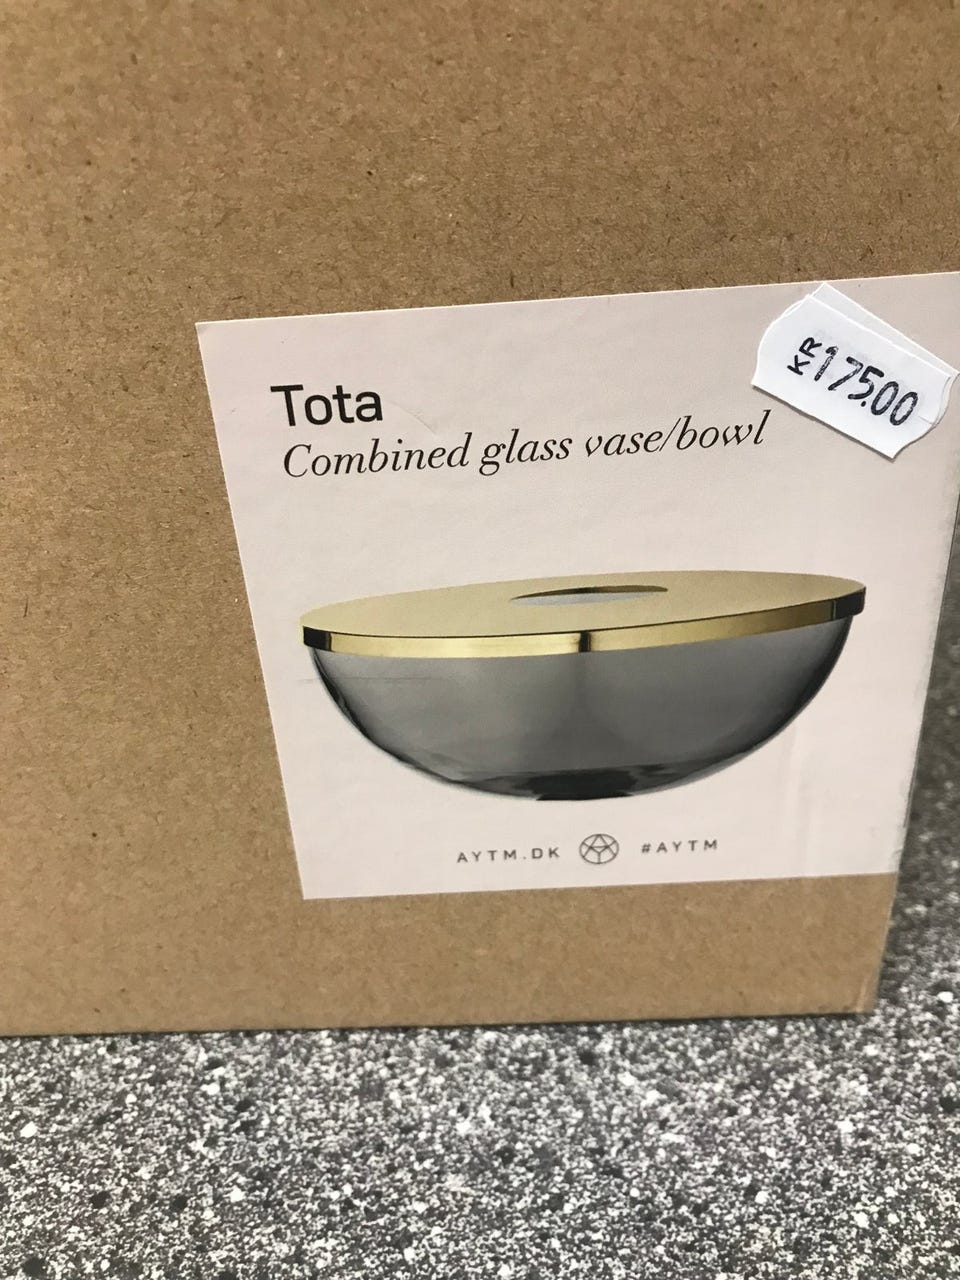 Tota
Combined glass vase/bowl
KR 175.00
AYTM.DK #AYTM